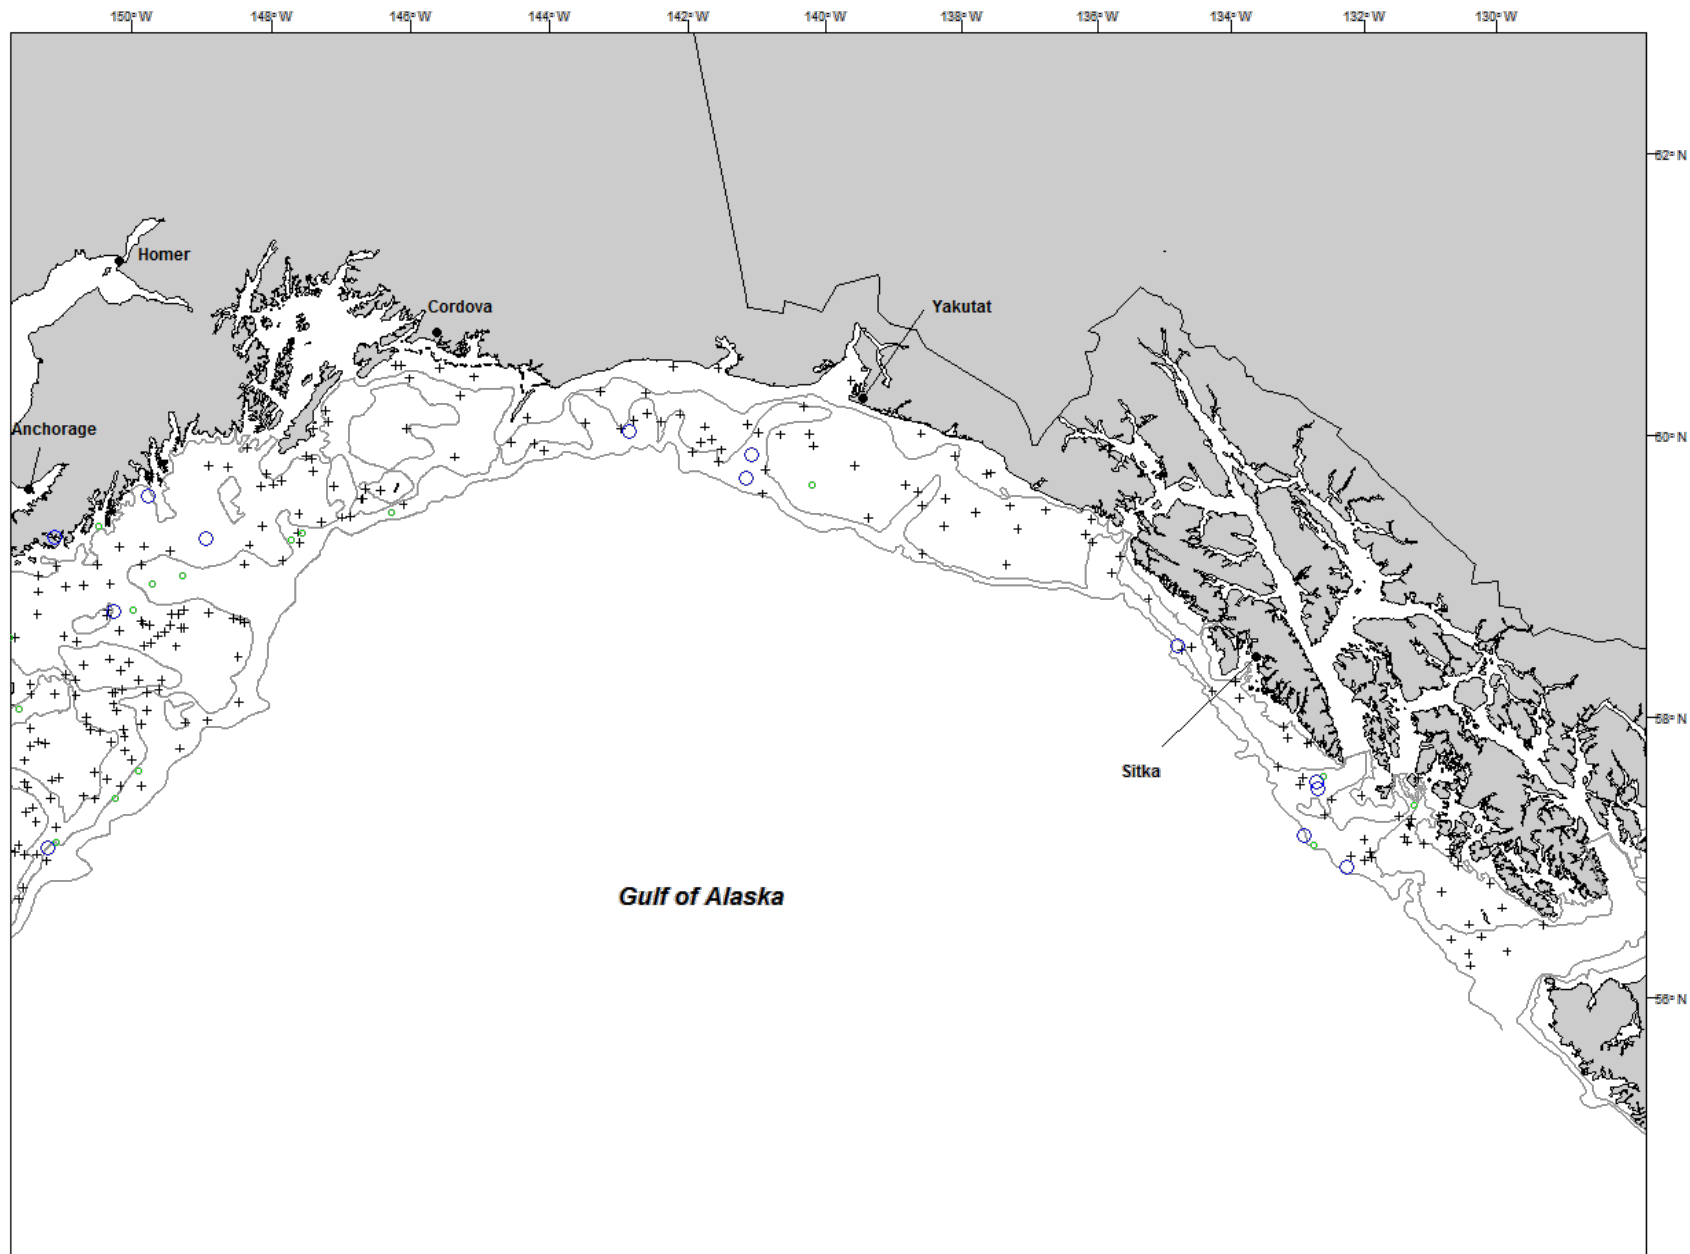 150° W 148° W 146° W 144° W 142° W 140° W 138° W 136° W 134° W 132° W 130° W
62° N
Homer
Cordova
Yakutat
Anchorage
60° N
58° N
Sitka
Gulf of Alaska
56° N